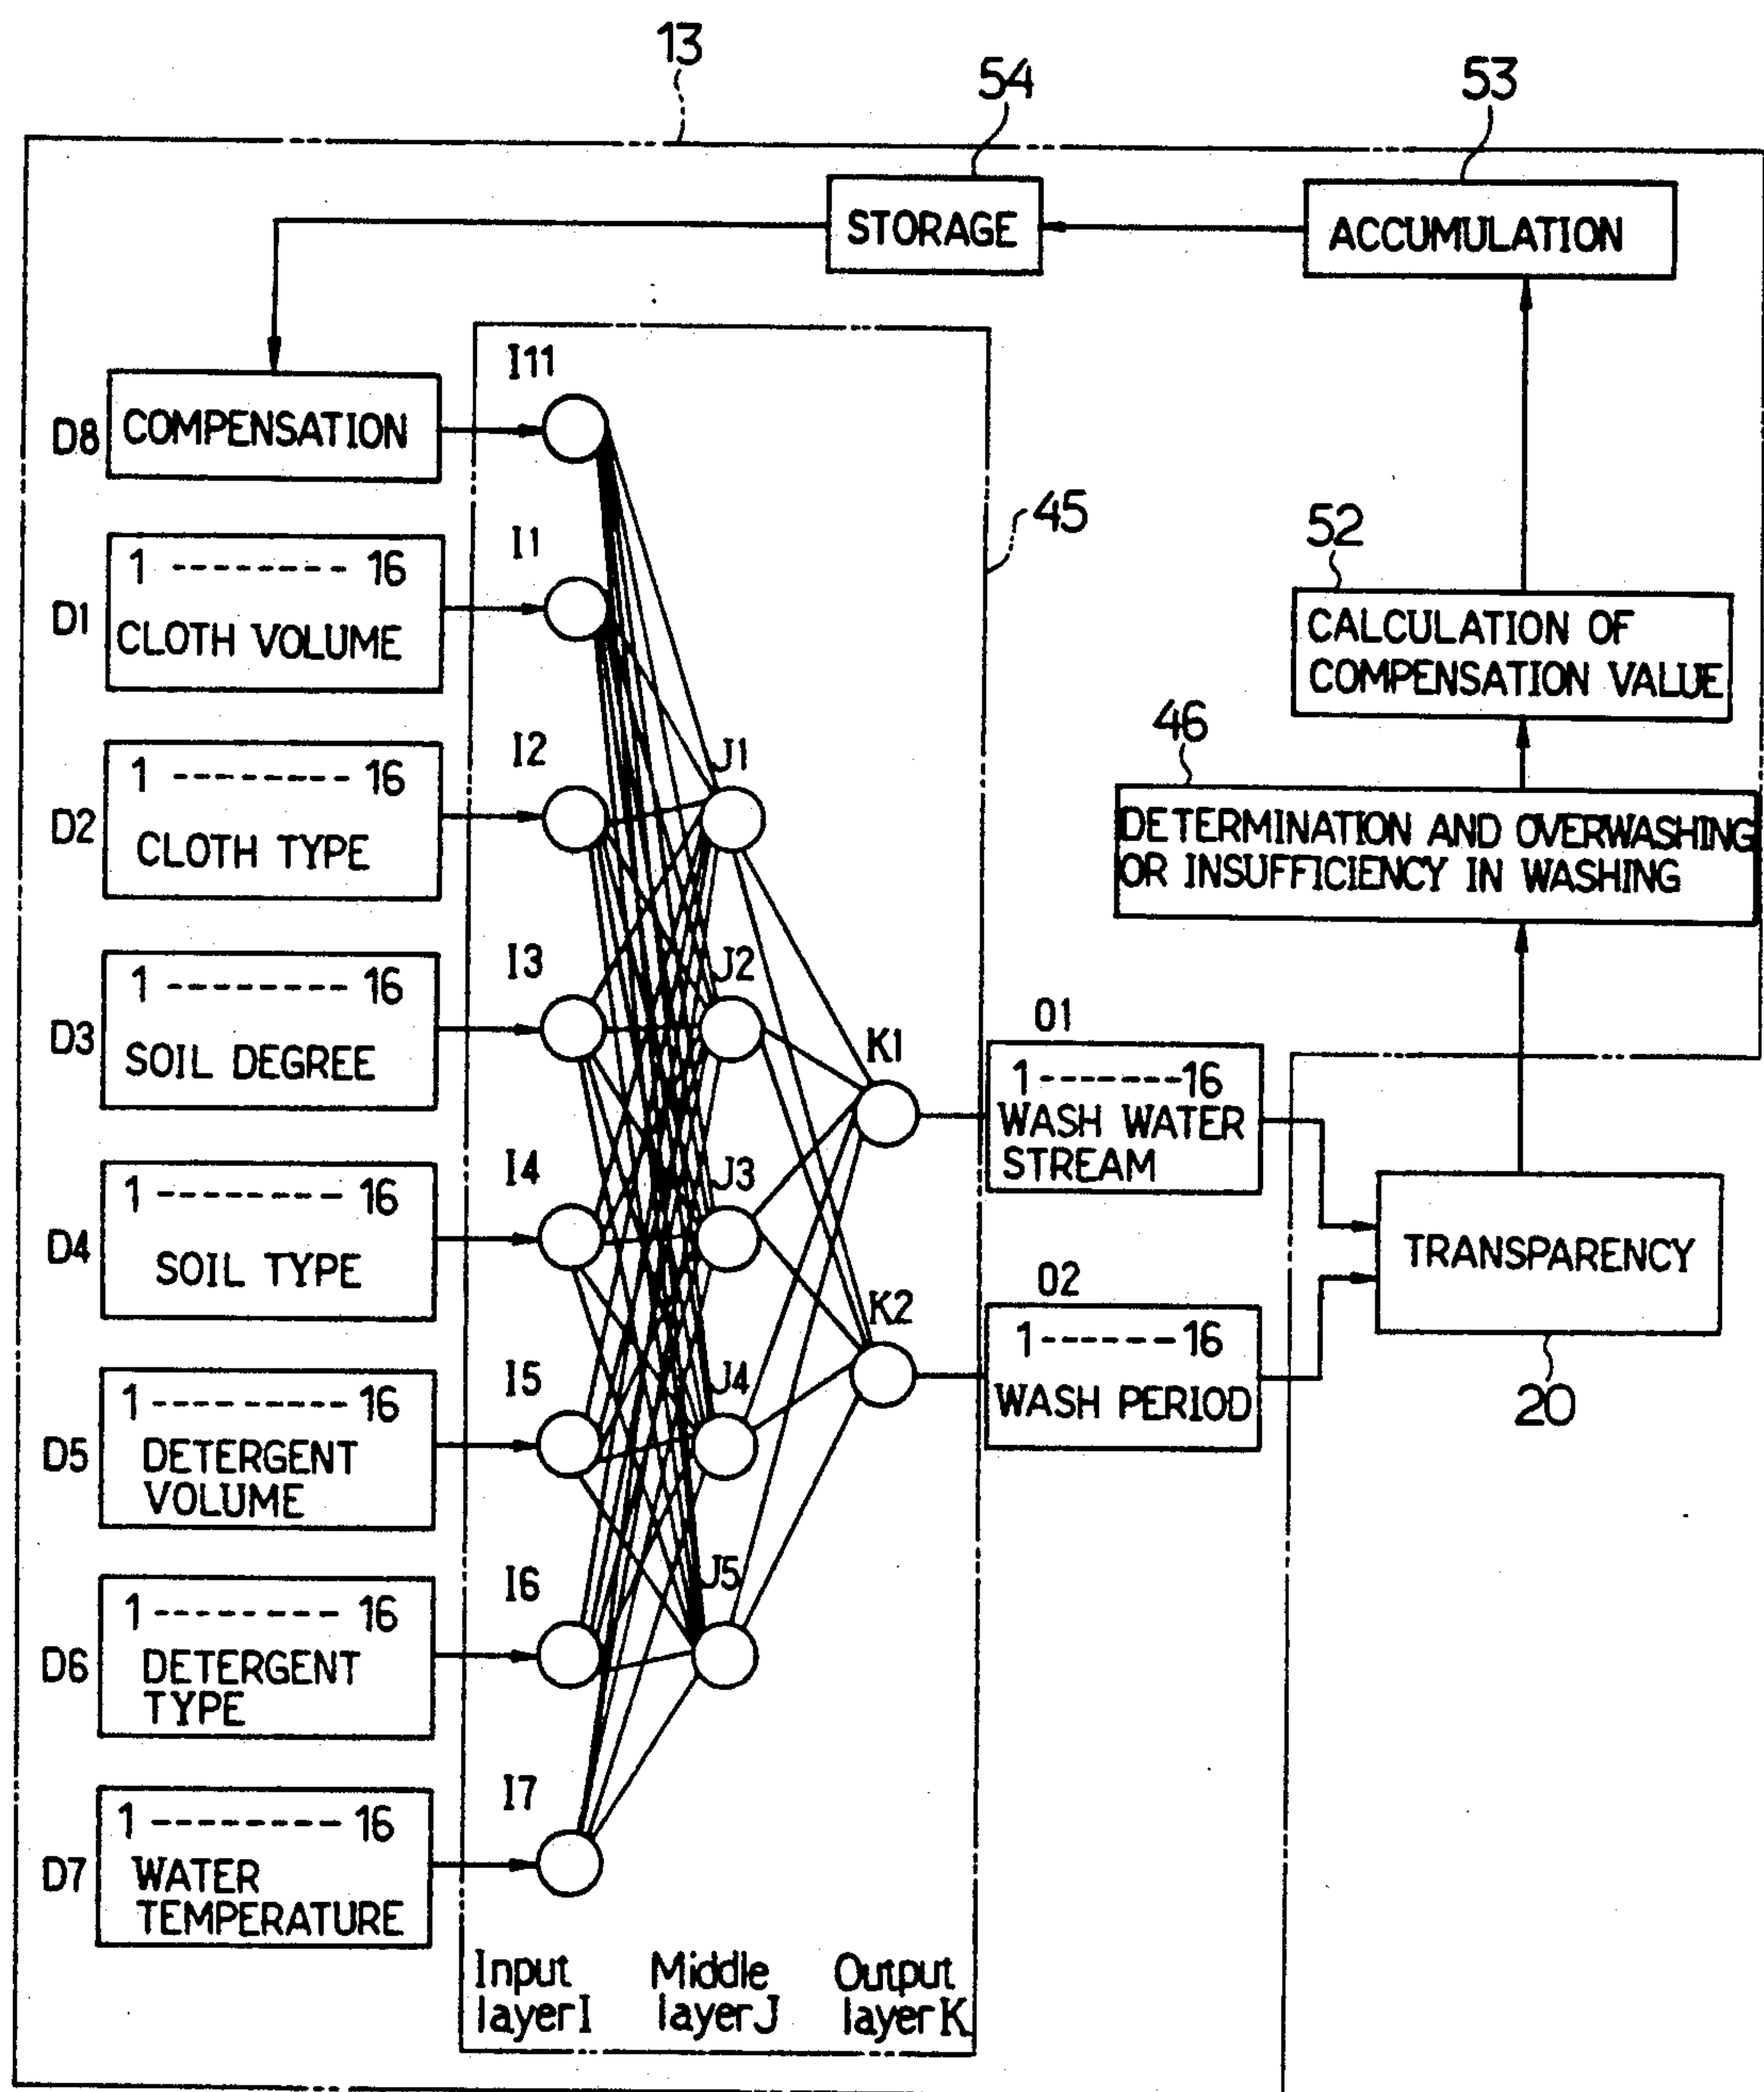 13
54
53
STORAGE
ACCUMULATION
I11
D8
COMPENSATION
45
I1
D1
1 -------- 16
CLOTH VOLUME
52
CALCULATION OF
COMPENSATION VALUE
46
DETERMINATION AND OVERWASHING
OR INSUFFICIENCY IN WASHING
I2
J1
D2
1 -------- 16
CLOTH TYPE
I3
J2
D3
1 -------- 16
SOIL DEGREE
K1
O1
1 ------- 16
WASH WATER
STREAM
I4
J3
D4
1 --------- 16
SOIL TYPE
TRANSPARENCY
20
K2
O2
1 ------ 16
WASH PERIOD
I5
J4
D5
1 --------- 16
DETERGENT
VOLUME
I6
J5
D6
1 -------- 16
DETERGENT
TYPE
I7
D7
1 --------- 16
WATER
TEMPERATURE
Input
layer I
Middle
layer J
Output
layer K